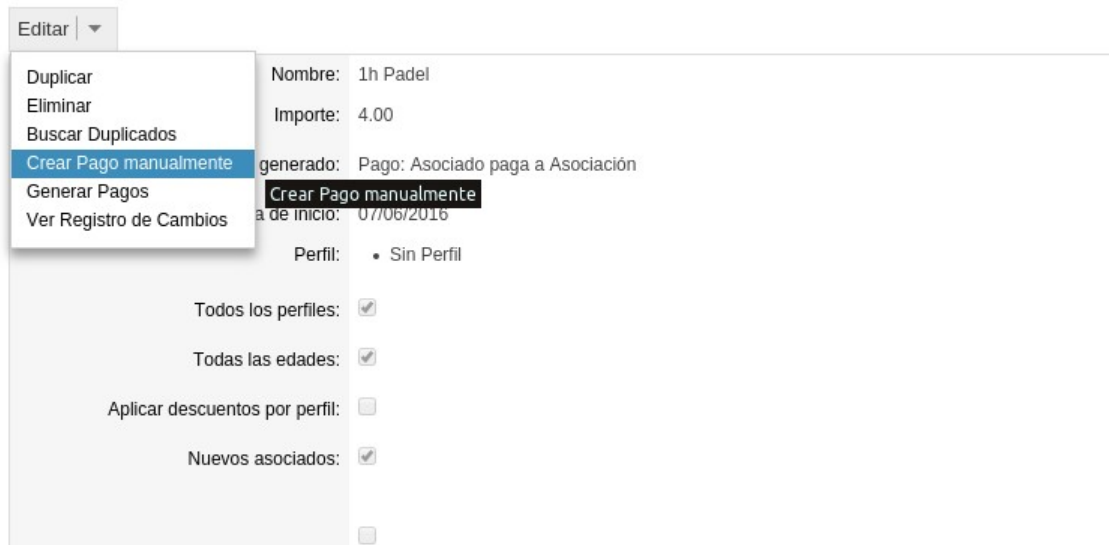 Editar
Duplicar
Eliminar
Buscar Duplicados
Crear Pago manualmente
Generar Pagos
Ver Registro de Cambios
Crear Pago manualmente
Nombre: 1h Padel
Importe: 4.00
generado: Pago: Asociado paga a Asociación
a de inicio: 07/06/2016
Perfil: • Sin Perfil
Todos los perfiles:
Todas las edades:
Aplicar descuentos por perfil:
Nuevos asociados: